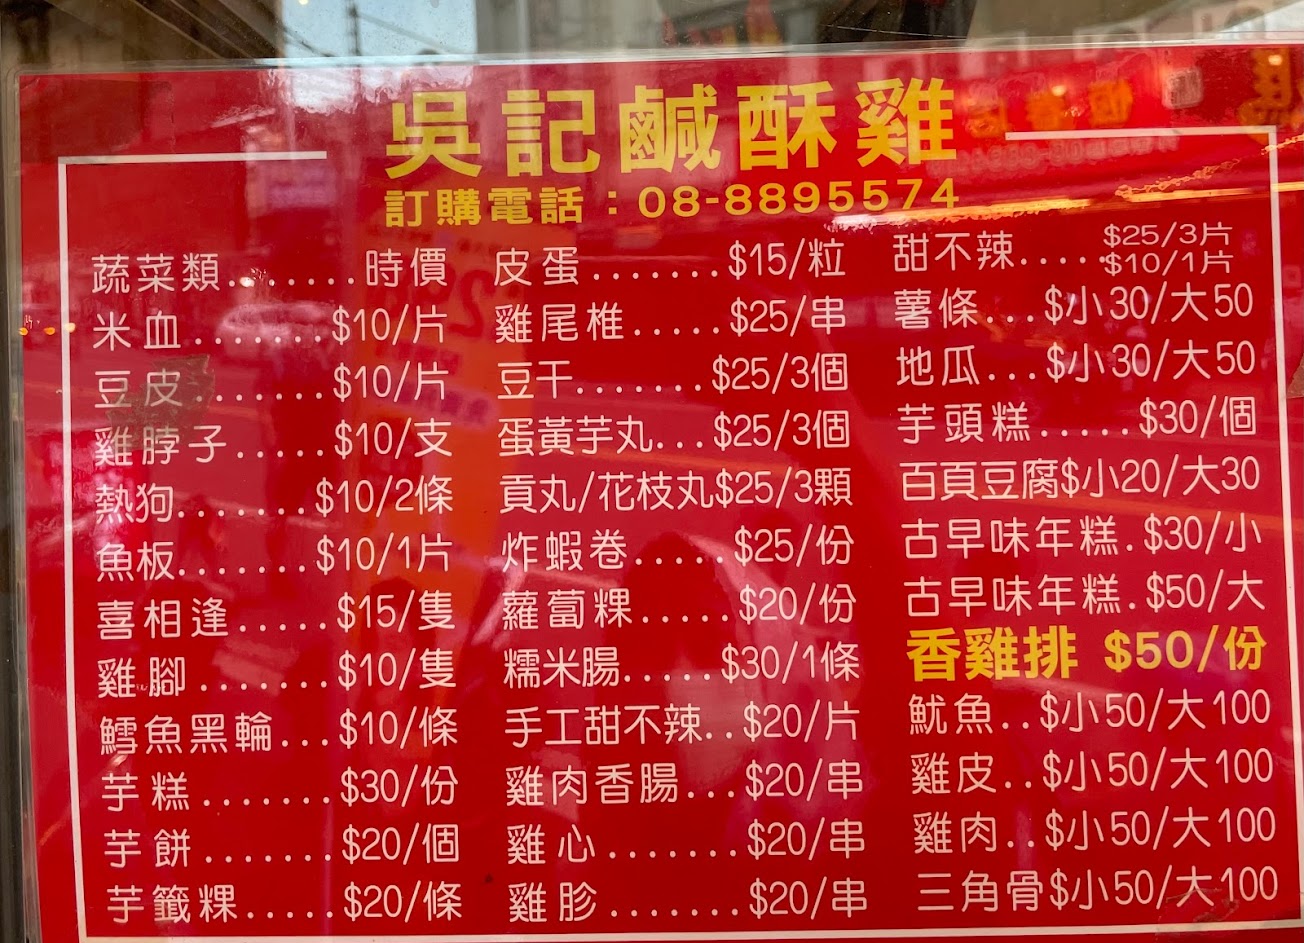 吳記鹹酥雞
訂購電話：08-8895574
蔬菜類.......時價
米血.......$10/片
豆皮.......$10/片
雞脖子.....$10/支
熱狗.......$10/2條
魚板.......$10/1片
喜相逢.....$15/隻
雞腳.......$10/隻
鱈魚黑輪...$10/條
芋糕.......$30/份
芋餅.......$20/個
芋籤粿.....$20/條
皮蛋.......$15/粒
雞尾椎.....$25/串
豆干.......$25/3個
蛋黃芋丸...$25/3個
貢丸/花枝丸$25/3顆
炸蝦卷.....$25/份
蘿蔔粿.....$20/份
糯米腸.....$30/1條
手工甜不辣..$20/片
雞肉香腸...$20/串
雞心.......$20/串
雞胗.......$20/串
甜不辣.....$25/3片
$10/1片
薯條...$小30/大50
地瓜...$小30/大50
芋頭糕.....$30/個
百頁豆腐$小20/大30
古早味年糕.$30/小
古早味年糕.$50/大
香雞排 $50/份
魷魚..$小50/大100
雞皮..$小50/大100
雞肉..$小50/大100
三角骨$小50/大100